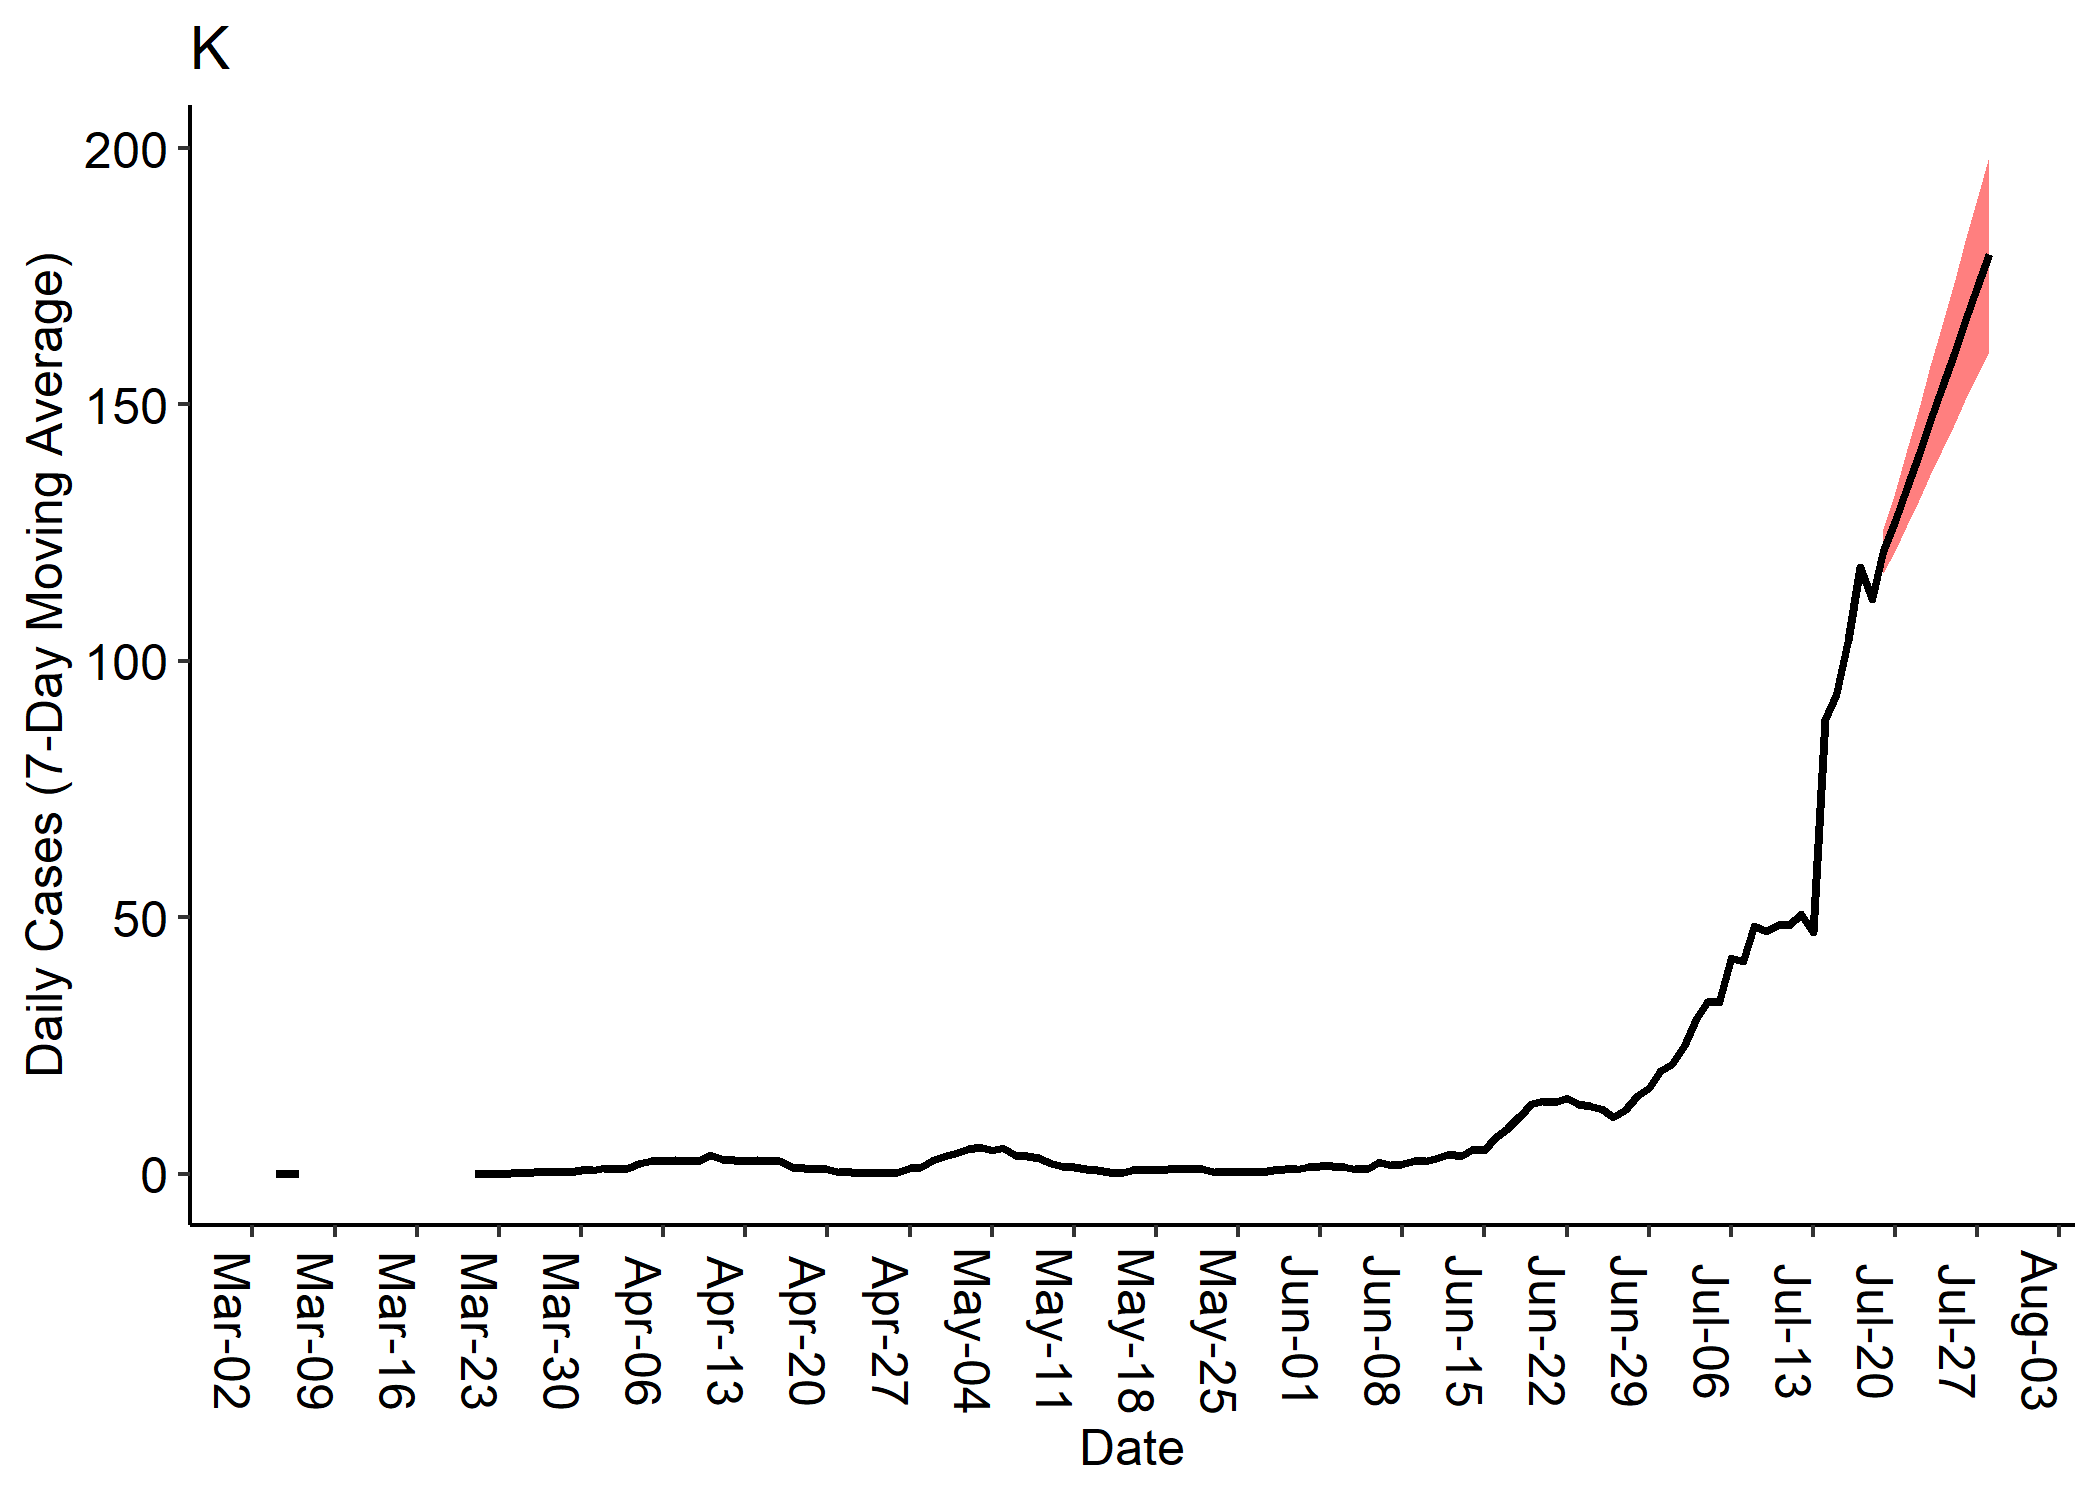 K
Daily Cases (7-Day Moving Average)
200
150
100
50
0
Mar-02
Mar-09
Mar-16
Mar-23
Mar-30
Apr-06
Apr-13
Apr-20
Apr-27
May-04
May-11
May-18
May-25
Jun-01
Jun-08
Jun-15
Jun-22
Jun-29
Jul-06
Jul-13
Jul-20
Jul-27
Aug-03
Date